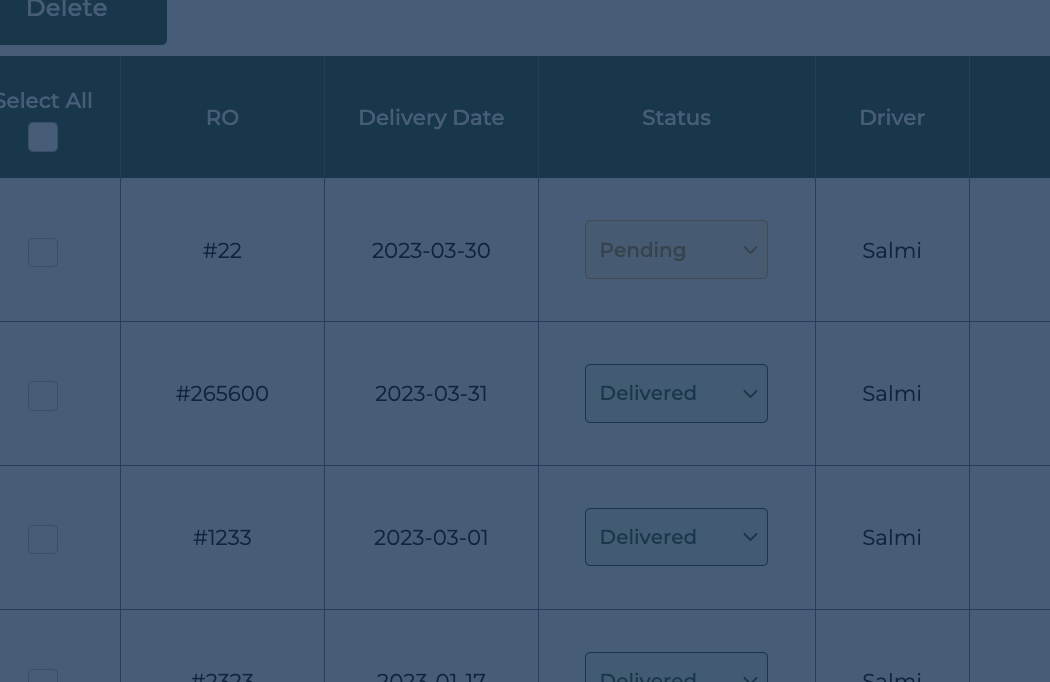 Delete
Select All
RO
Delivery Date
Status
Driver
#22
2023-03-30
Pending
Salmi
#265600
2023-03-31
Delivered
Salmi
#1233
2023-03-01
Delivered
Salmi
#2323
2023-01-17
Delivered
Salmi